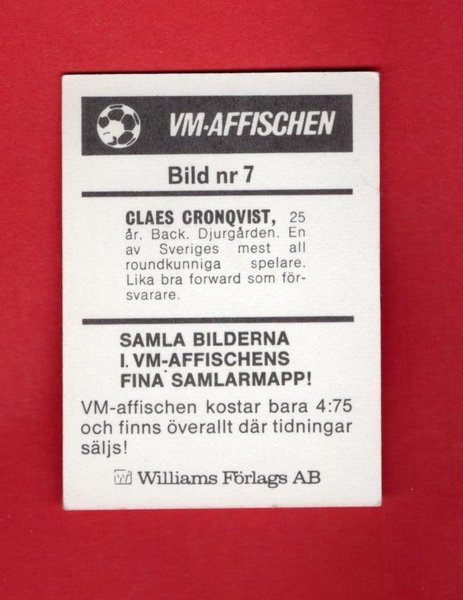 VM-AFFISCHEN
Bild nr 7
CLAES CRONQVIST, 25
år. Back. Djurgården. En
av Sveriges mest all
roundkunniga spelare.
Lika bra forward som för-
svarare.
SAMLA BILDERNA
I. VM-AFFISCHENS
FINA SAMLARMAPP!
VM-affischen kostar bara 4:75
och finns överallt där tidningar
säljs!
W Williams Förlags AB